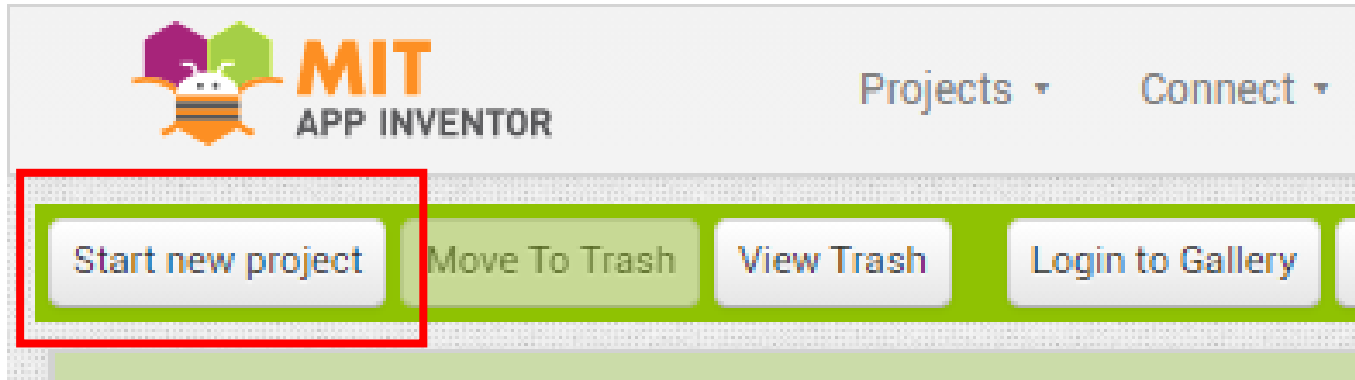 MIT
APP INVENTOR
Projects
Connect
Start new project
Move To Trash
View Trash
Login to Gallery